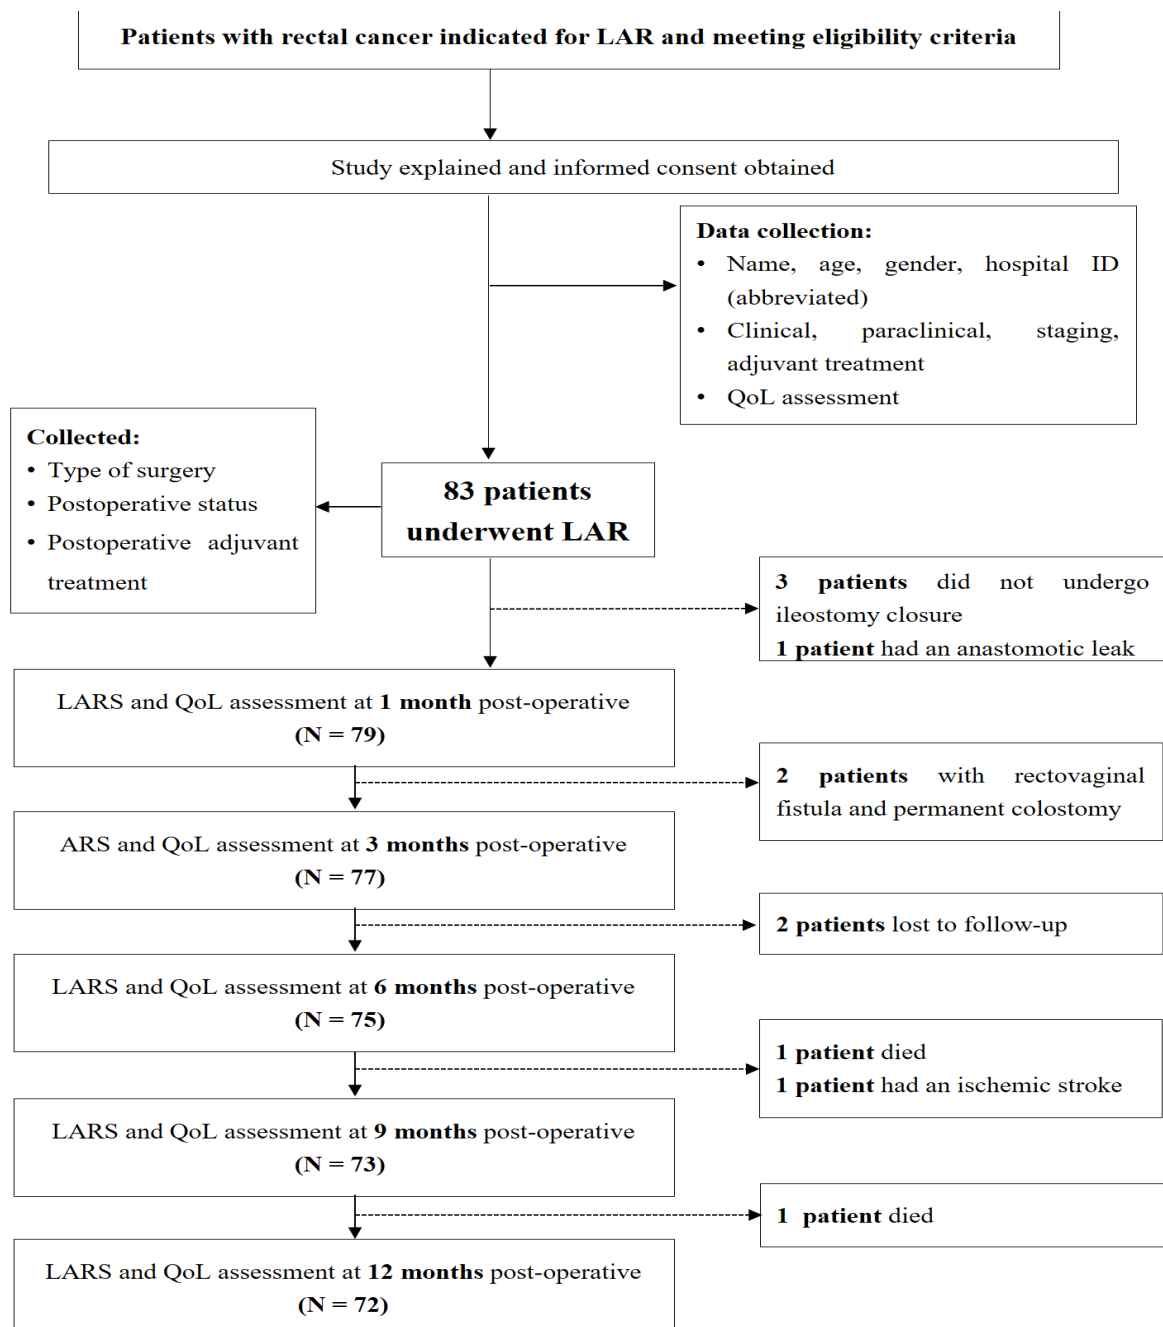 Patients with rectal cancer indicated for LAR and meeting eligibility criteria
Study explained and informed consent obtained
Data collection:
• Name, age, gender, hospital ID
(abbreviated)
• Clinical, paraclinical, staging,
adjuvant treatment
• QoL assessment
Collected:
• Type of surgery
• Postoperative status
• Postoperative adjuvant
treatment
83 patients
underwent LAR
3 patients did not undergo
ileostomy closure
1 patient had an anastomotic leak
LARS and QoL assessment at 1 month post-operative
(N = 79)
2 patients with rectovaginal
fistula and permanent colostomy
ARS and QoL assessment at 3 months post-operative
(N = 77)
2 patients lost to follow-up
LARS and QoL assessment at 6 months post-operative
(N = 75)
1 patient died
1 patient had an ischemic stroke
LARS and QoL assessment at 9 months post-operative
(N = 73)
1 patient died
LARS and QoL assessment at 12 months post-operative
(N = 72)